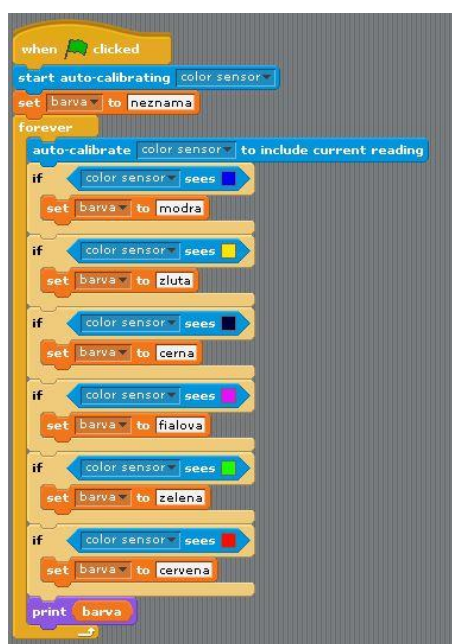 when clicked
start auto-calibrating color sensor
set barva to neznama
forever
auto-calibrate color sensor to include current reading
if color sensor sees
set barva to modra
if color sensor sees
set barva to zluta
if color sensor sees
set barva to cerna
if color sensor sees
set barva to fialova
if color sensor sees
set barva to zelena
if color sensor sees
set barva to cervena
print barva